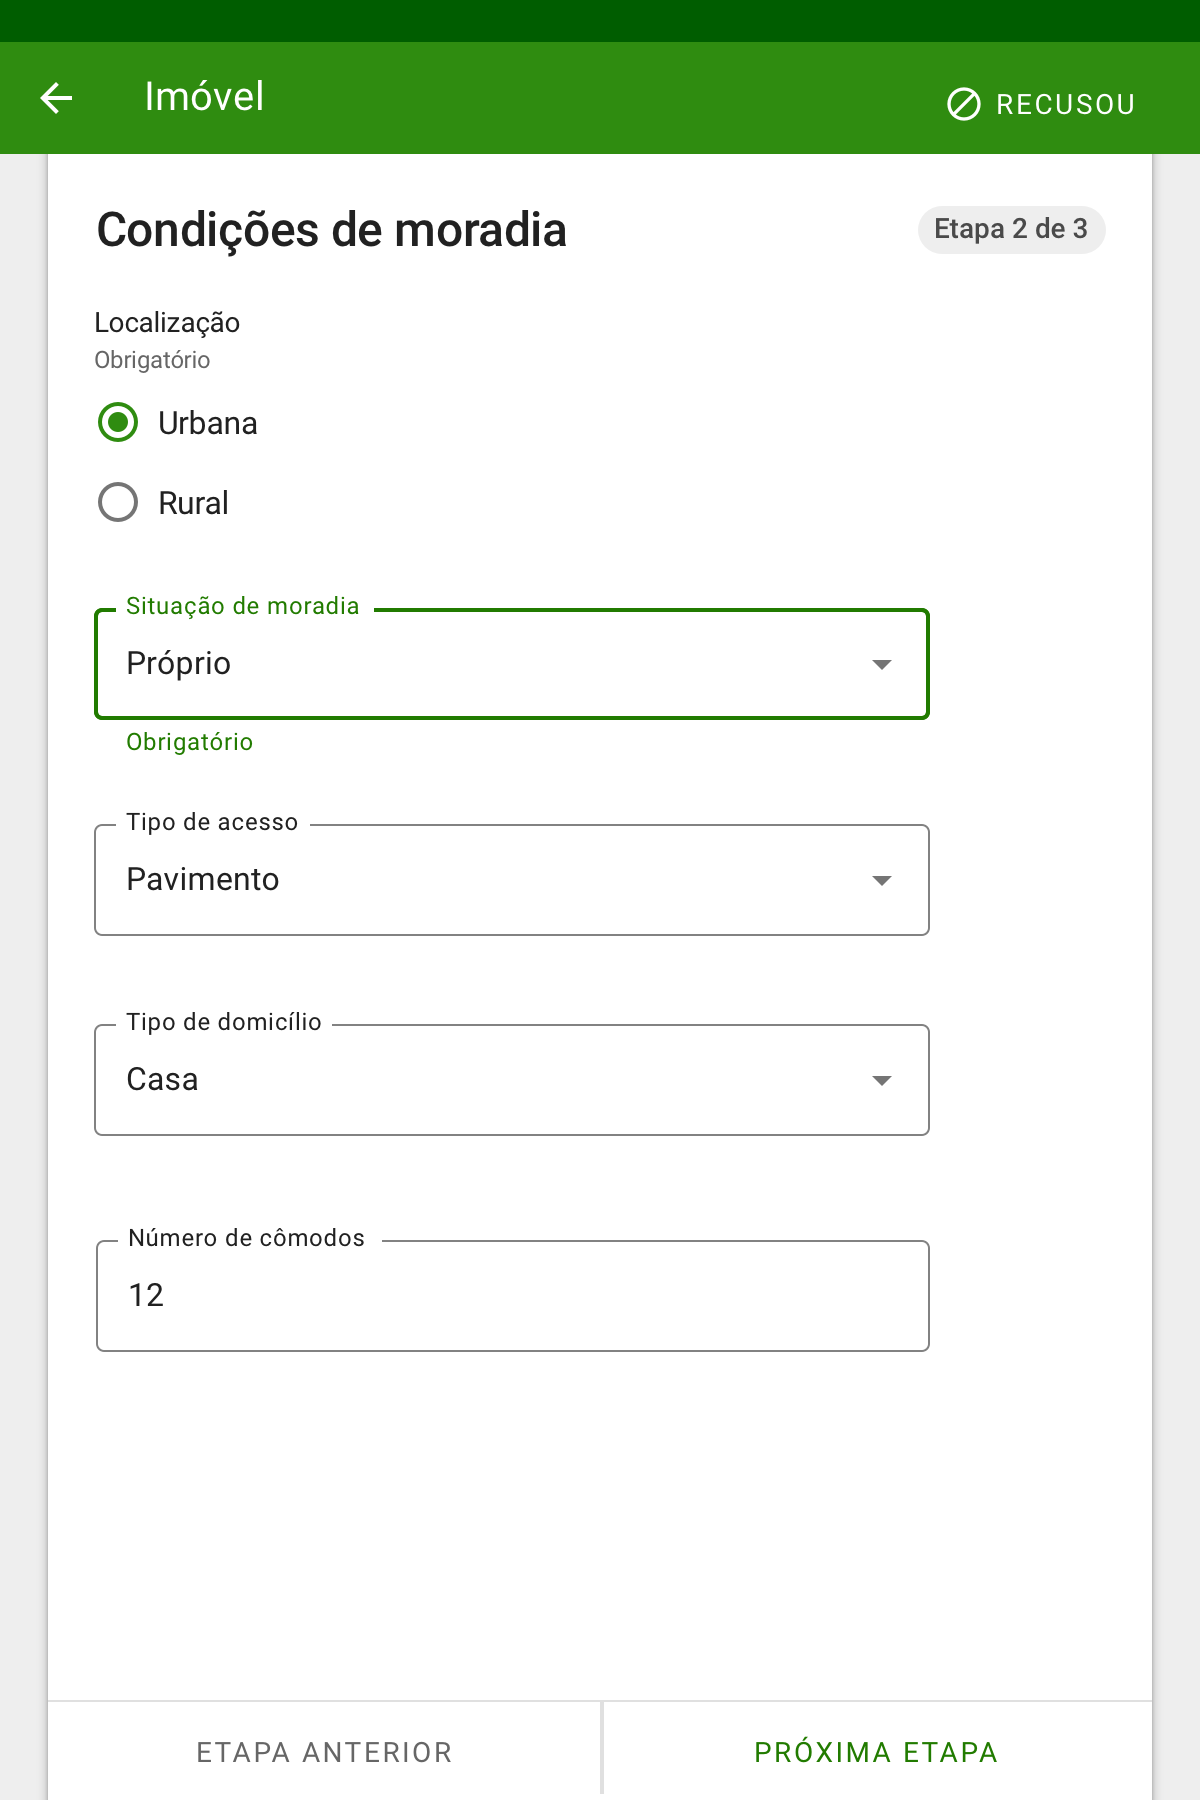 Imóvel
RECUSOU
Condições de moradia
Etapa 2 de 3
Localização
Obrigatório
Urbana
Rural
Situação de moradia
Próprio
Obrigatório
Tipo de acesso
Pavimento
Tipo de domicílio
Casa
Número de cômodos
12
ETAPA ANTERIOR
PRÓXIMA ETAPA